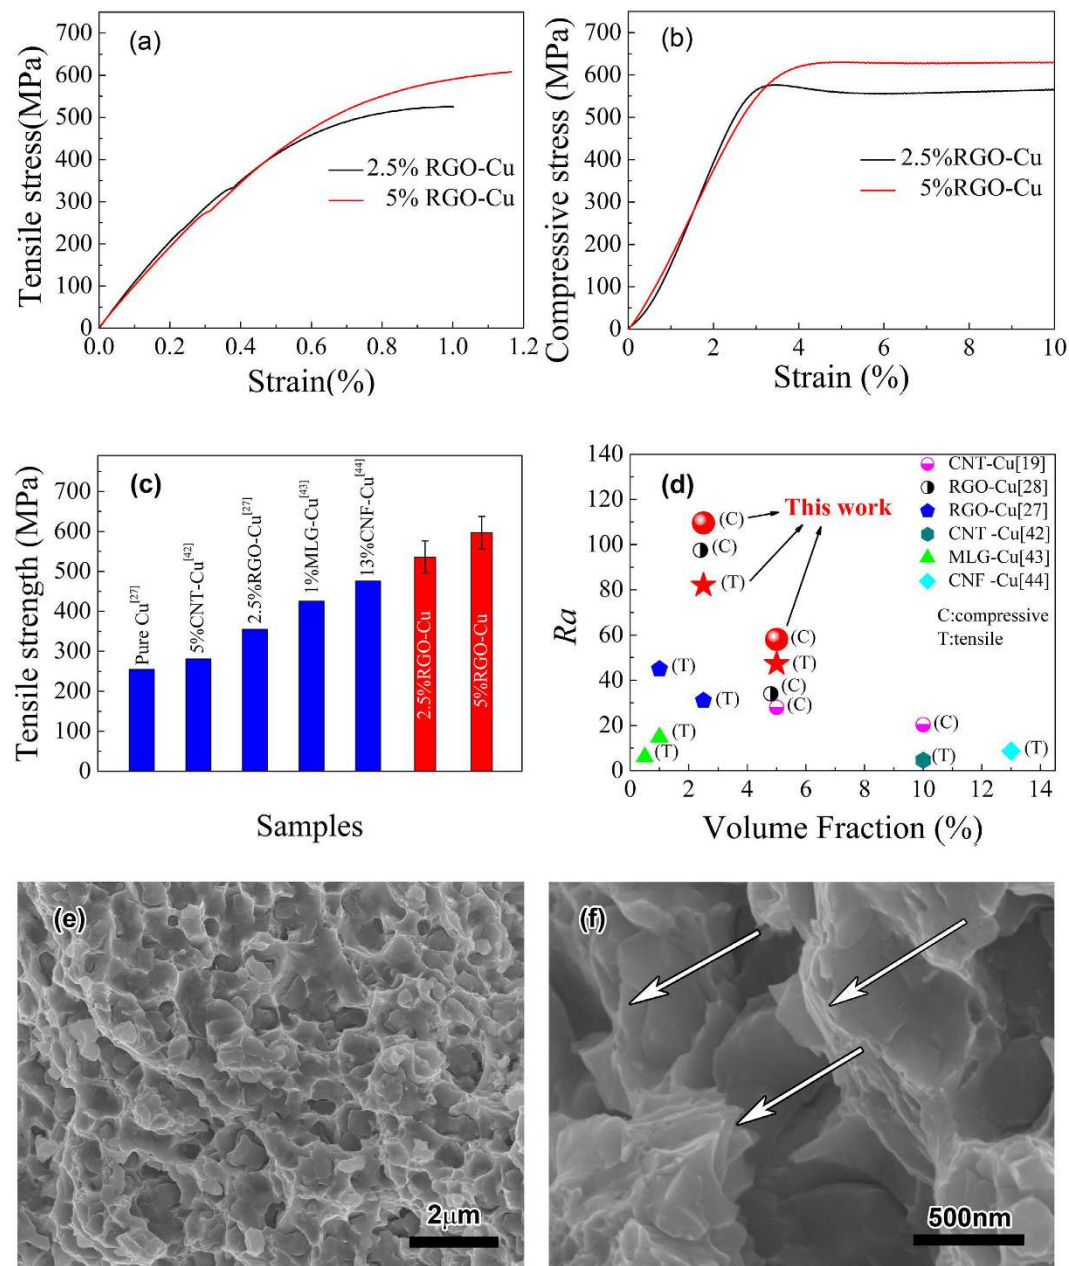 (a)
Tensile stress(MPa)
700
600
500
400
300
200
100
0
2.5% RGO-Cu
5% RGO-Cu
0.0 0.2 0.4 0.6 0.8 1.0 1.2
Strain(%)
(b)
Compressive stress (MPa)
700
600
500
400
300
200
100
0
2.5%RGO-Cu
5%RGO-Cu
0 2 4 6 8 10
Strain (%)
(c)
Tensile strength (MPa)
700
600
500
400
300
200
100
0
Pure Cu[27]
5%CNT-Cu[42]
2.5%RGO-Cu[27]
1%MLG-Cu[43]
13%CNF-Cu[44]
2.5%RGO-Cu
5%RGO-Cu
Samples
(d)
Ra
140
120
100
80
60
40
20
0
CNT-Cu[19]
RGO-Cu[28]
RGO-Cu[27]
CNT -Cu[42]
MLG-Cu[43]
CNF -Cu[44]
C:compressive
T:tensile
This work
(C)
(C)
(T)
(C)
(T)
(C)
(C)
(T)
(T)
(T)
(T)
(C)
(T)
(T)
0 2 4 6 8 10 12 14
Volume Fraction (%)
(e)
2μm
(f)
500nm